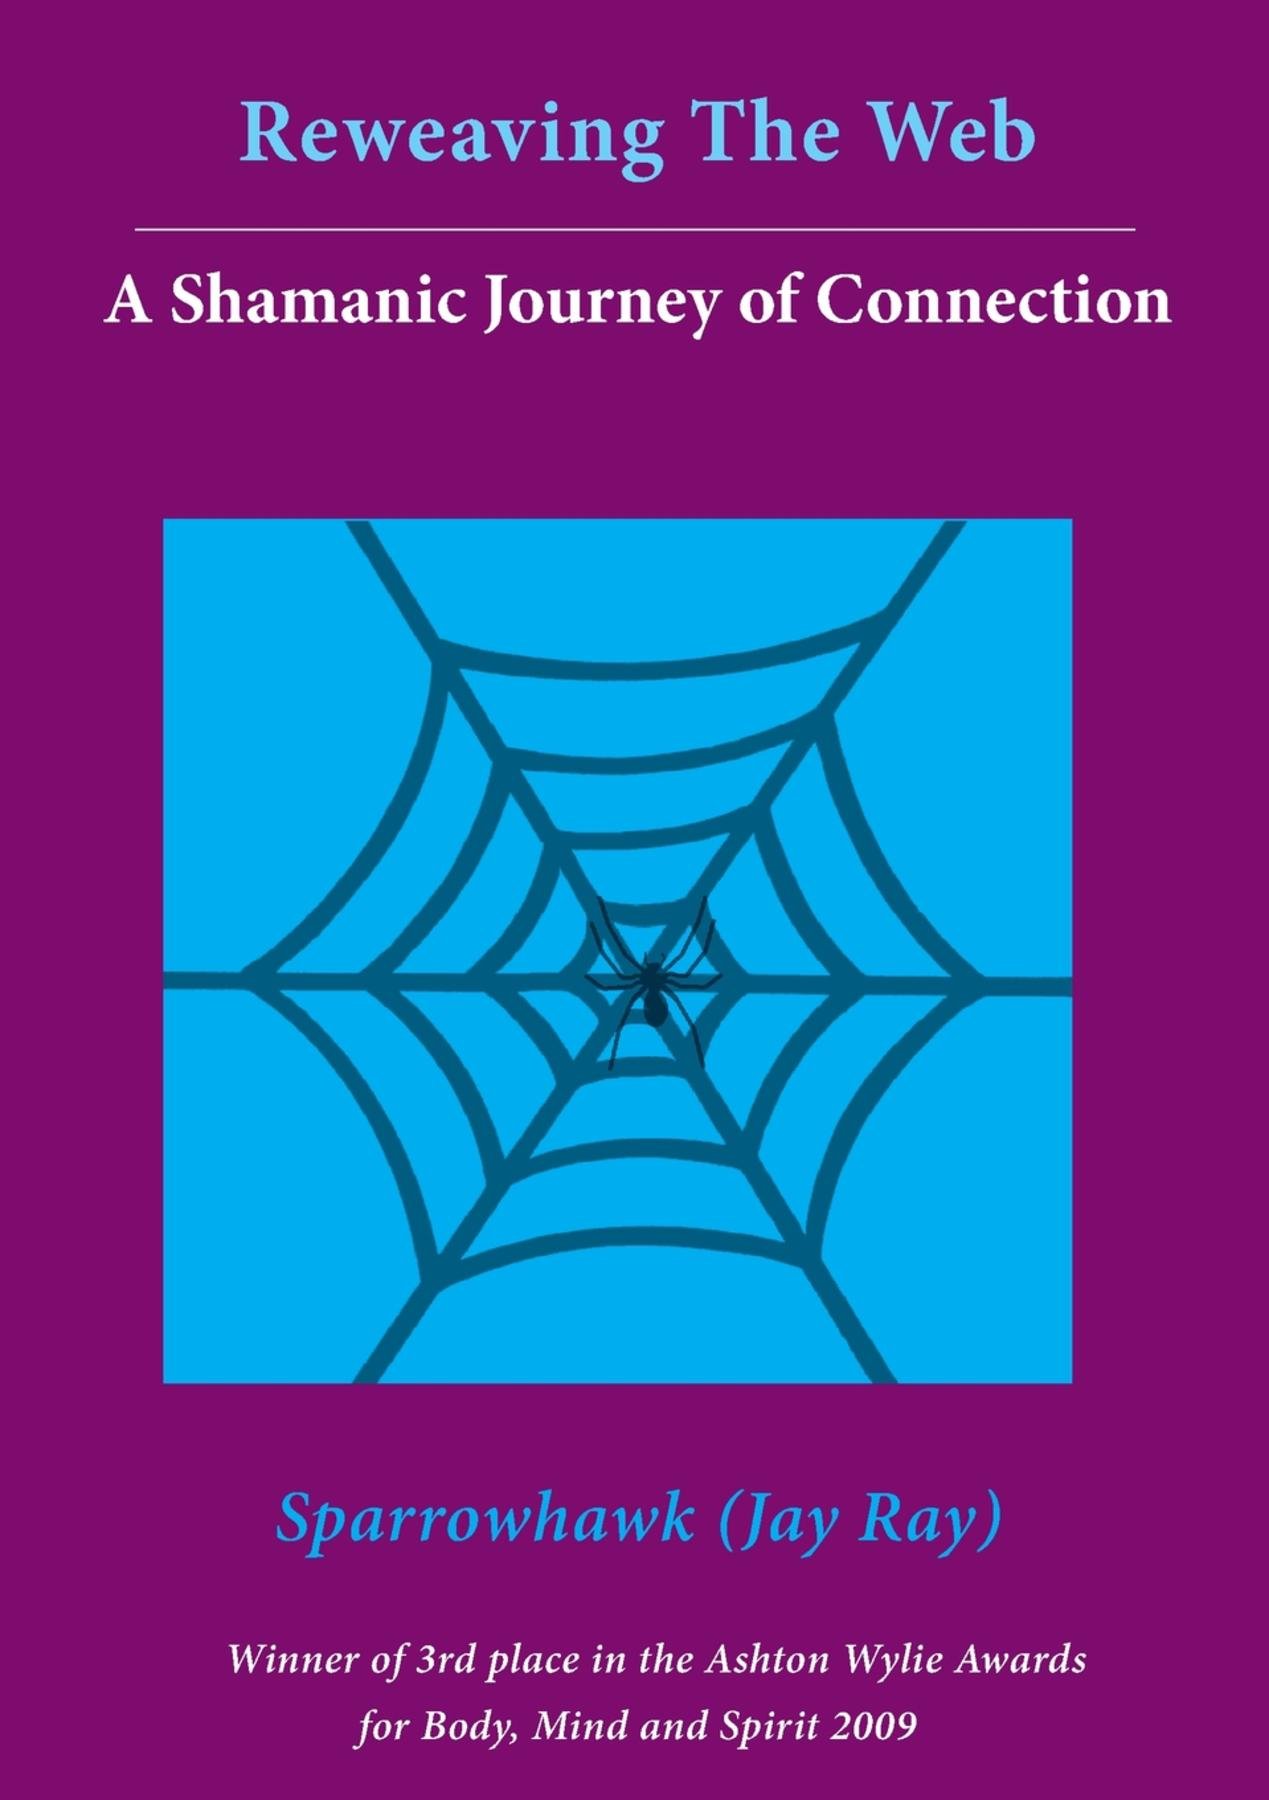 Reweaving The Web
A Shamanic Journey of Connection
Sparrowhawk (Jay Ray)
Winner of 3rd place in the Ashton Wylie Awards
for Body, Mind and Spirit 2009